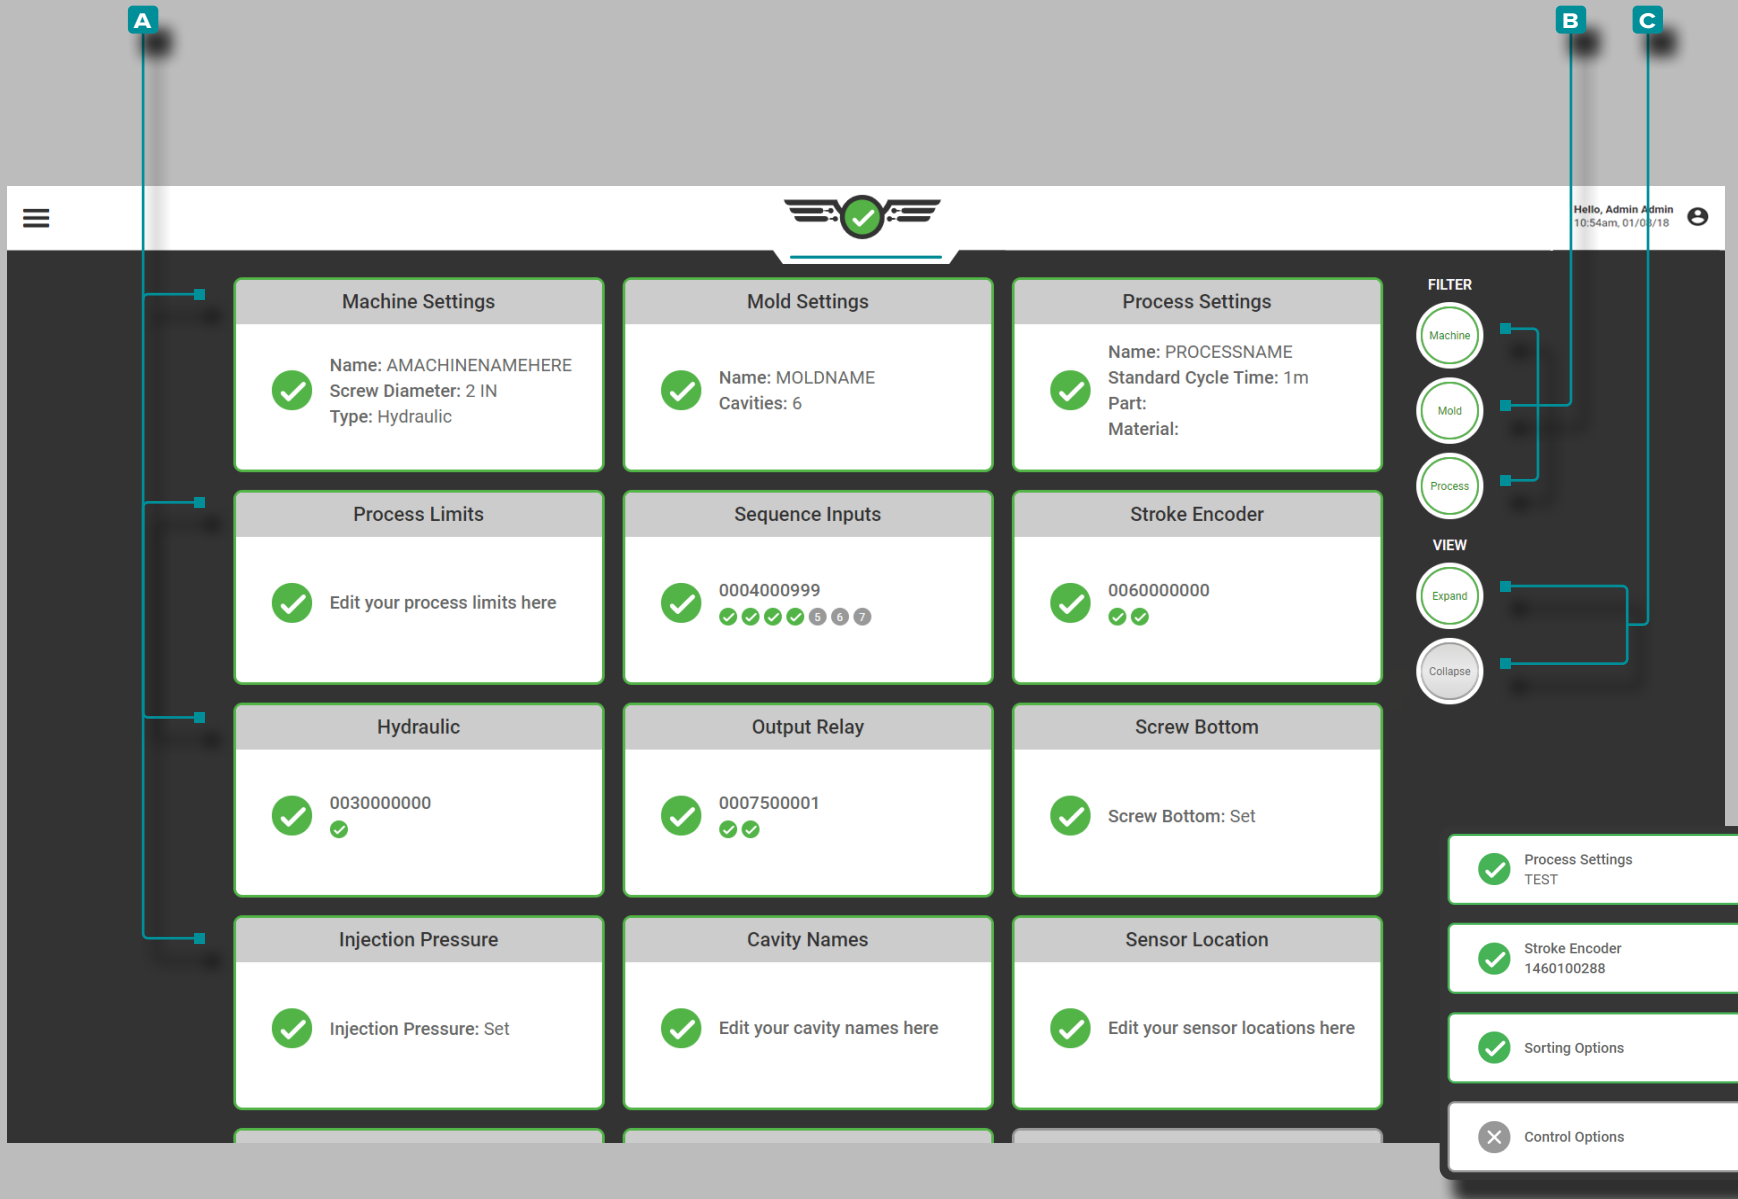 A
B
C
Hello, Admin Admin
10:54am, 01/08/18
Machine Settings
Name: AMACHINENAMEHERE
Screw Diameter: 2 IN
Type: Hydraulic
Mold Settings
Name: MOLDNAME
Cavities: 6
Process Settings
Name: PROCESSNAME
Standard Cycle Time: 1m
Part:
Material:
FILTER
Machine
Mold
Process
VIEW
Expand
Collapse
Process Limits
Edit your process limits here
Sequence Inputs
0004000999
5 6 7
Stroke Encoder
0060000000
Hydraulic
0030000000
Output Relay
0007500001
Screw Bottom
Screw Bottom: Set
Injection Pressure
Injection Pressure: Set
Cavity Names
Edit your cavity names here
Sensor Location
Edit your sensor locations here
Process Settings
TEST
Stroke Encoder
1460100288
Sorting Options
Control Options